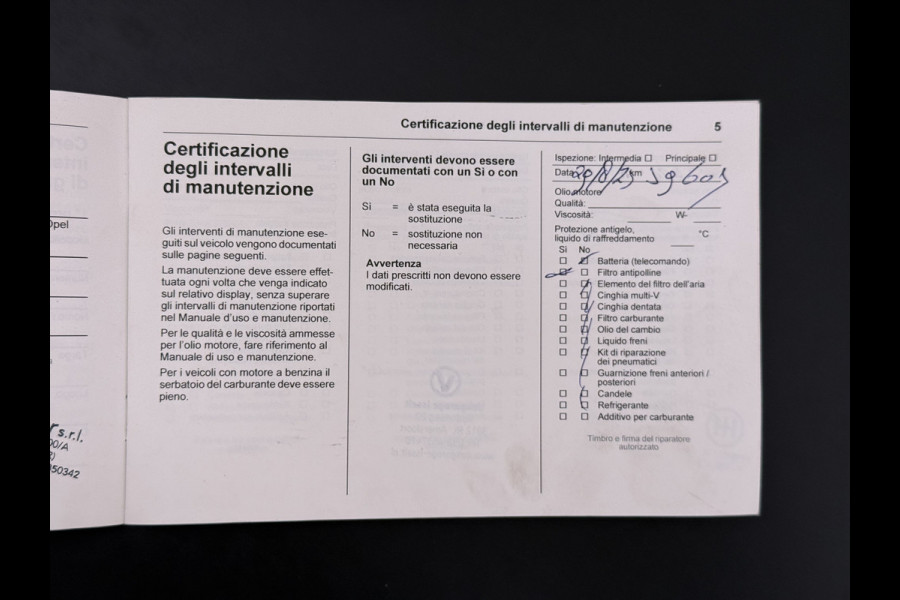 Certificazione degli intervalli di manutenzione 5
Opel
s.r.l.
00/A
50342
Certificazione
degli intervalli
di manutenzione
Gli interventi di manutenzione ese-
guiti sul veicolo vengono documentati
sulle pagine seguenti.
La manutenzione deve essere effet-
tuata ogni volta che venga indicato
sul relativo display, senza superare
gli intervalli di manutenzione riportati
nel Manuale d'uso e manutenzione.
Per le qualità e le viscosità ammesse
per l'olio motore, fare riferimento al
Manuale di uso e manutenzione.
Per i veicoli con motore a benzina il
serbatoio del carburante deve essere
pieno.
Gli interventi devono essere
documentati con un Sì o con
un No
Sì = è stata eseguita la
sostituzione
No = sostituzione non
necessaria
Avvertenza
I dati prescritti non devono essere
modificati.
Ispezione: Intermedia ☐ Principale ☐
Data km
Olio motore
Qualità:
Viscosità: W-
Protezione antigelo,
liquido di raffreddamento °C
Sì No
☐ ☐ Batteria (telecomando)
☐ ☐ Filtro antipolline
☐ ☐ Elemento del filtro dell'aria
☐ ☐ Cinghia multi-V
☐ ☐ Cinghia dentata
☐ ☐ Filtro carburante
☐ ☐ Olio del cambio
☐ ☐ Liquido freni
☐ ☐ Kit di riparazione
dei pneumatici
☐ ☐ Guarnizione freni anteriori /
posteriori
☐ ☐ Candele
☐ ☐ Refrigerante
☐ ☐ Additivo per carburante
Timbro e firma del riparatore
autorizzato